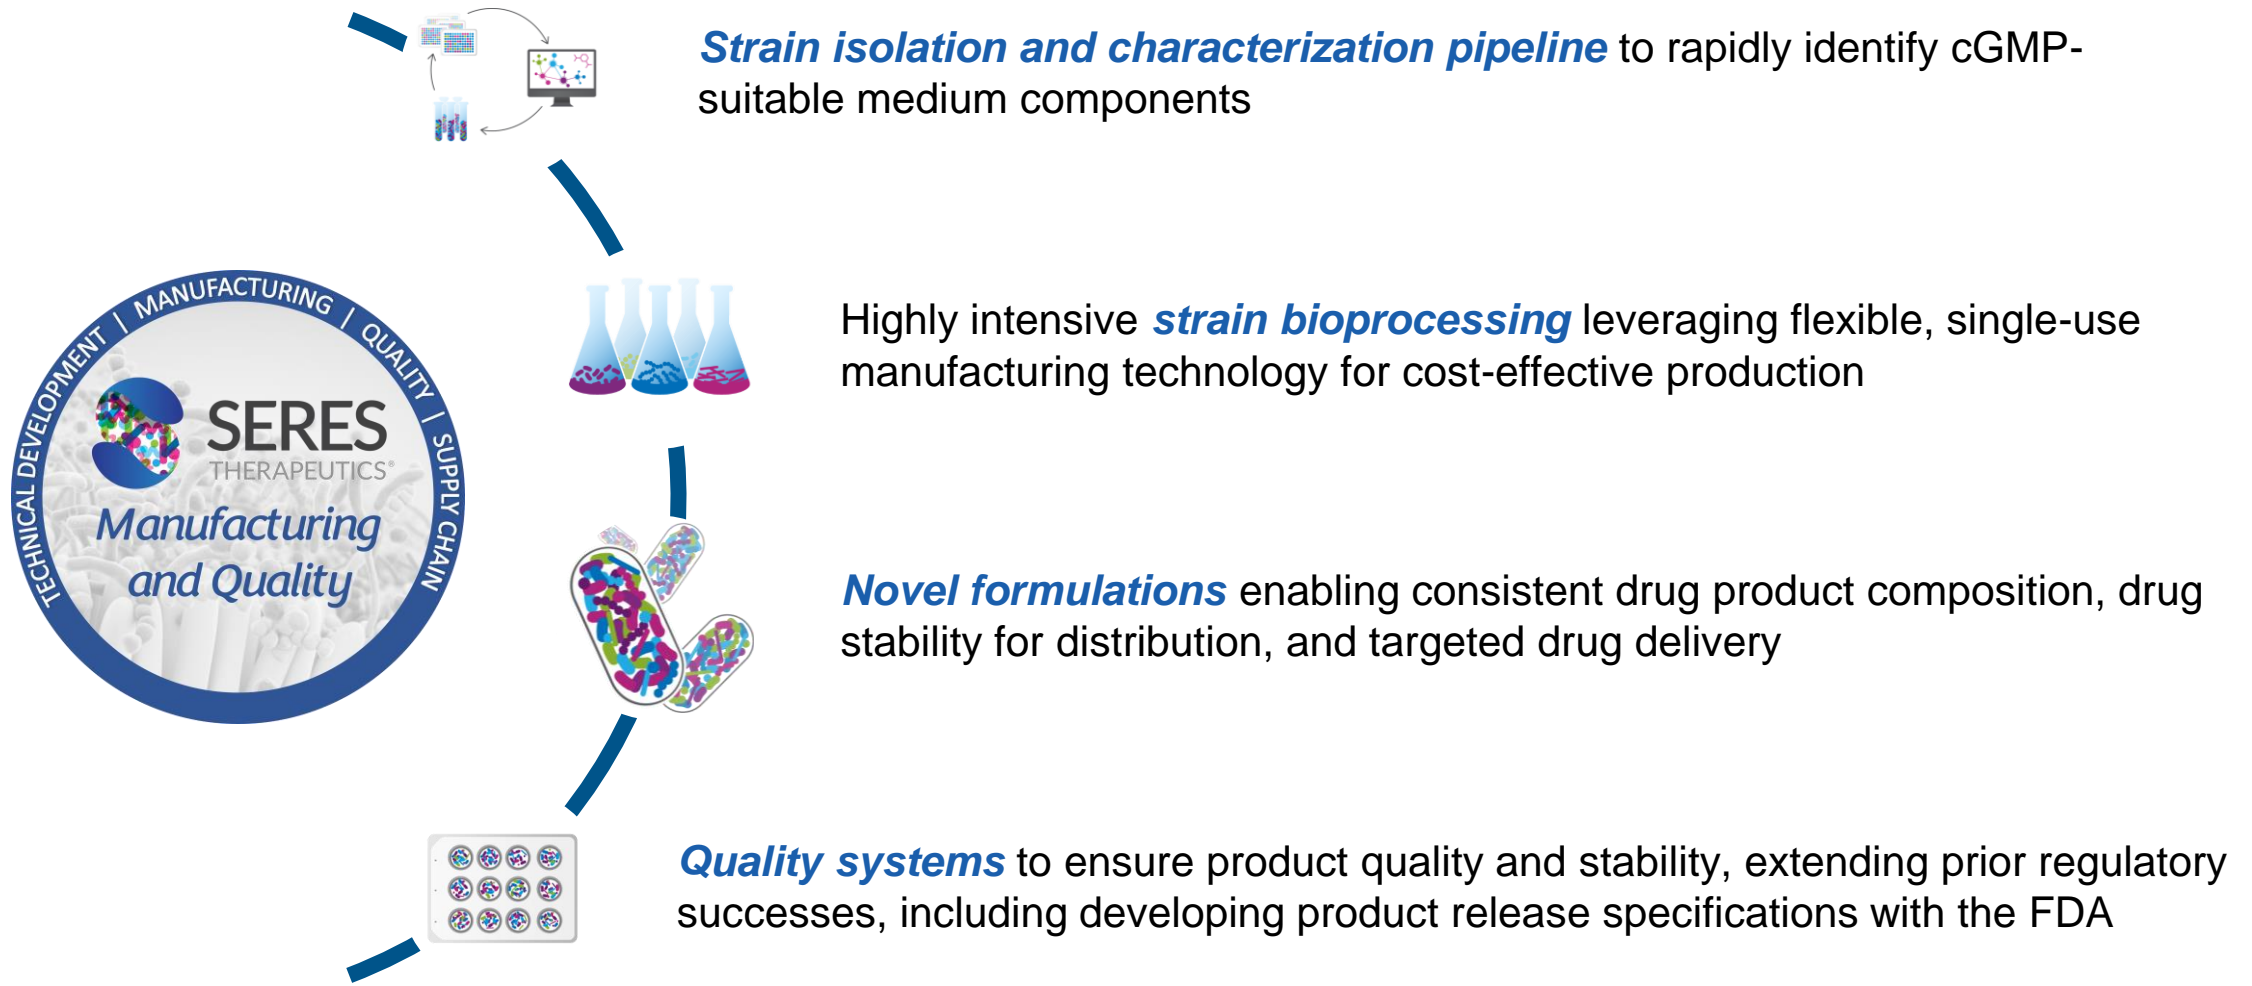 TECHNICAL DEVELOPMENT | MANUFACTURING | QUALITY | SUPPLY CHAIN
SERES
THERAPEUTICS®
Manufacturing
and Quality
Strain isolation and characterization pipeline to rapidly identify cGMP-
suitable medium components
Highly intensive strain bioprocessing leveraging flexible, single-use
manufacturing technology for cost-effective production
Novel formulations enabling consistent drug product composition, drug
stability for distribution, and targeted drug delivery
Quality systems to ensure product quality and stability, extending prior regulatory
successes, including developing product release specifications with the FDA